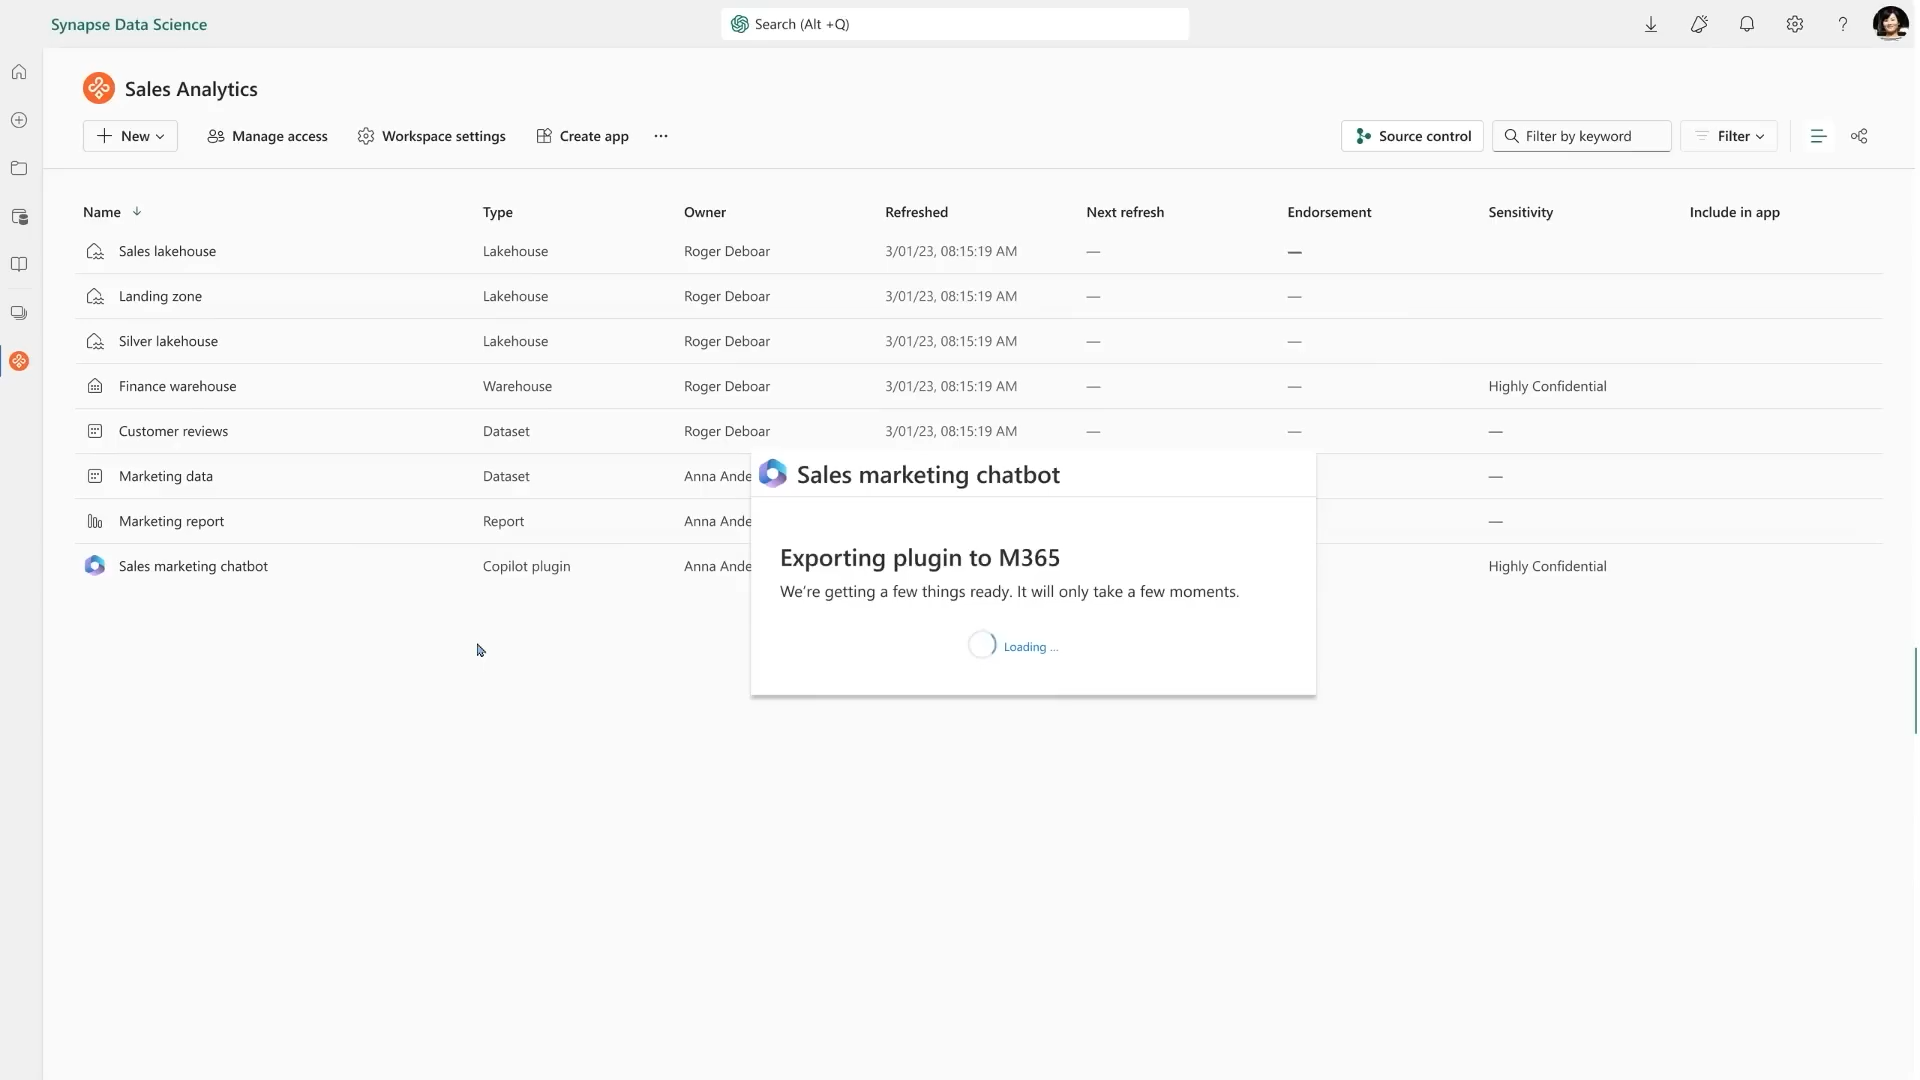 Synapse Data Science
Search (Alt +Q)
Sales Analytics
New
Manage access
Workspace settings
Create app
...
Source control
Filter by keyword
Filter
Name Type Owner Refreshed Next refresh Endorsement Sensitivity Include in app
Sales lakehouse Lakehouse Roger Deboar 3/01/23, 08:15:19 AM — —
Landing zone Lakehouse Roger Deboar 3/01/23, 08:15:19 AM — —
Silver lakehouse Lakehouse Roger Deboar 3/01/23, 08:15:19 AM — —
Finance warehouse Warehouse Roger Deboar 3/01/23, 08:15:19 AM — — Highly Confidential
Customer reviews Dataset Roger Deboar 3/01/23, 08:15:19 AM — — —
Marketing data Dataset Anna Ande —
Marketing report Report Anna Ande —
Sales marketing chatbot Copilot plugin Anna Ande Highly Confidential
Sales marketing chatbot
Exporting plugin to M365
We’re getting a few things ready. It will only take a few moments.
Loading ...